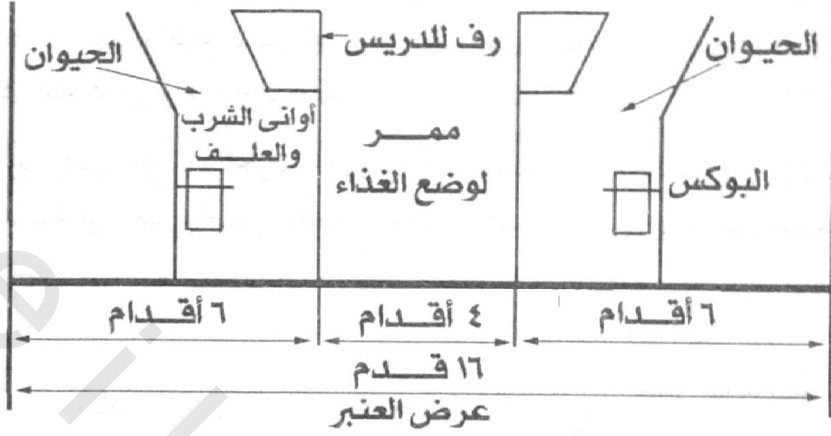 الحيوان
رف للدريس
الحيوان
أوانى الشرب
والعلف
ممر
لوضع الغذاء
البوكس
٦ أقدام
٤ أقدام
٦ أقدام
١٦ قدم
عرض العنبر